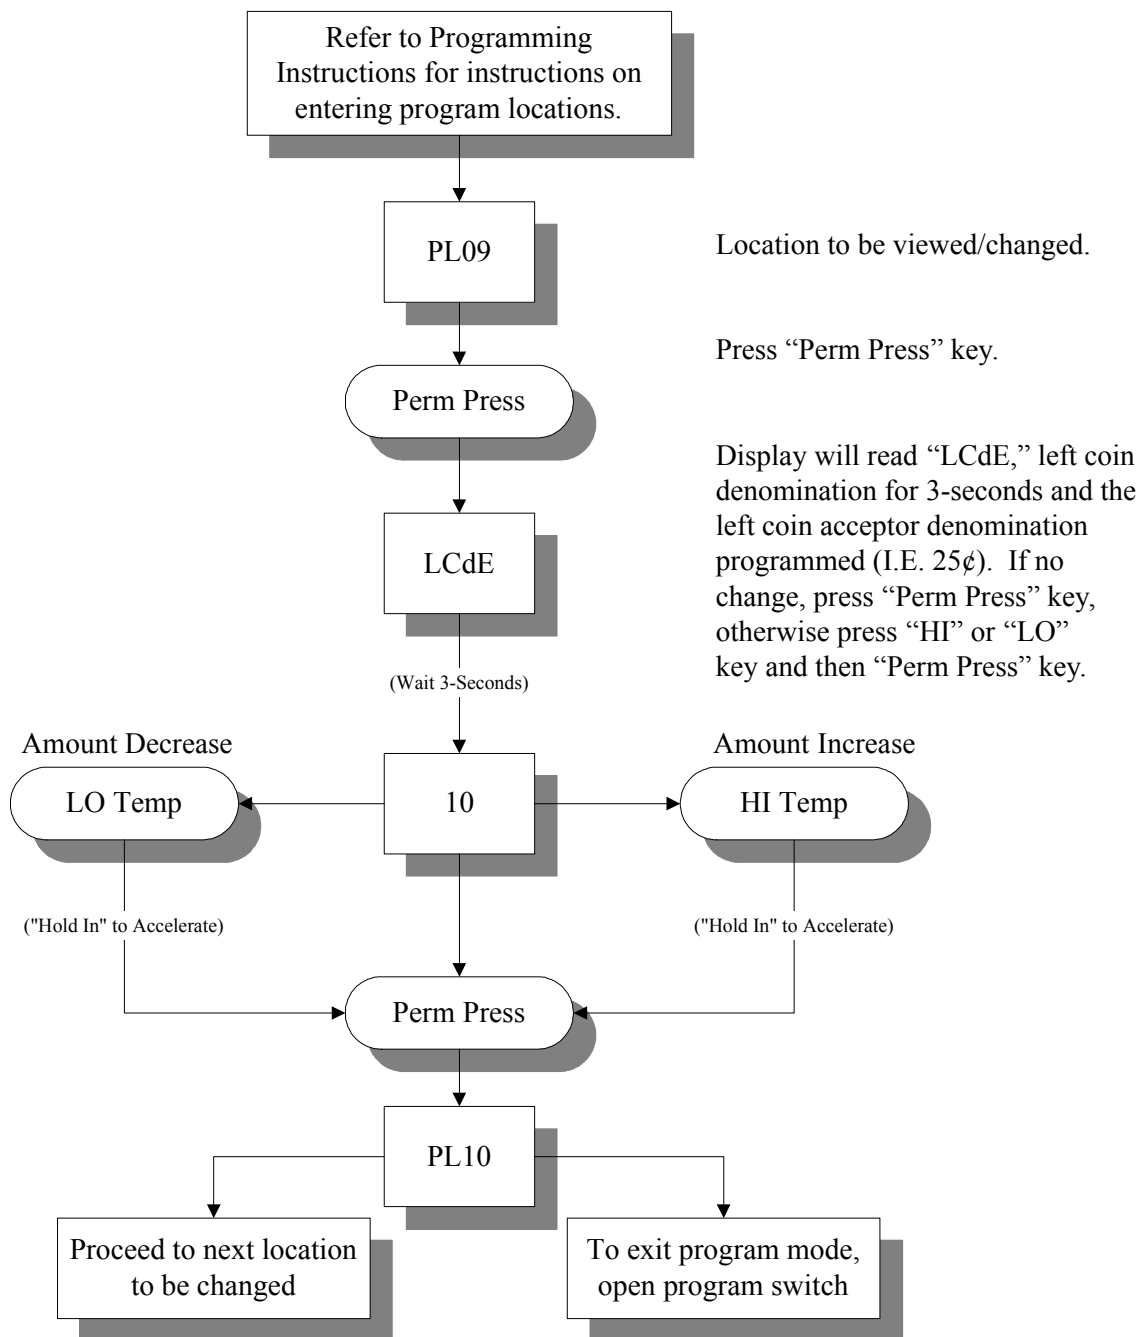 Refer to Programming
Instructions for instructions on
entering program locations.
PL09
Location to be viewed/changed.
Press “Perm Press” key.
Perm Press
Display will read “LCdE,” left coin
denomination for 3-seconds and the
left coin acceptor denomination
programmed (I.E. 25¢).  If no
change, press “Perm Press” key,
otherwise press “HI” or “LO”
key and then “Perm Press” key.
LCdE
(Wait 3-Seconds)
Amount Decrease
Amount Increase
LO Temp
10
HI Temp
("Hold In" to Accelerate)
("Hold In" to Accelerate)
Perm Press
PL10
Proceed to next location
to be changed
To exit program mode,
open program switch